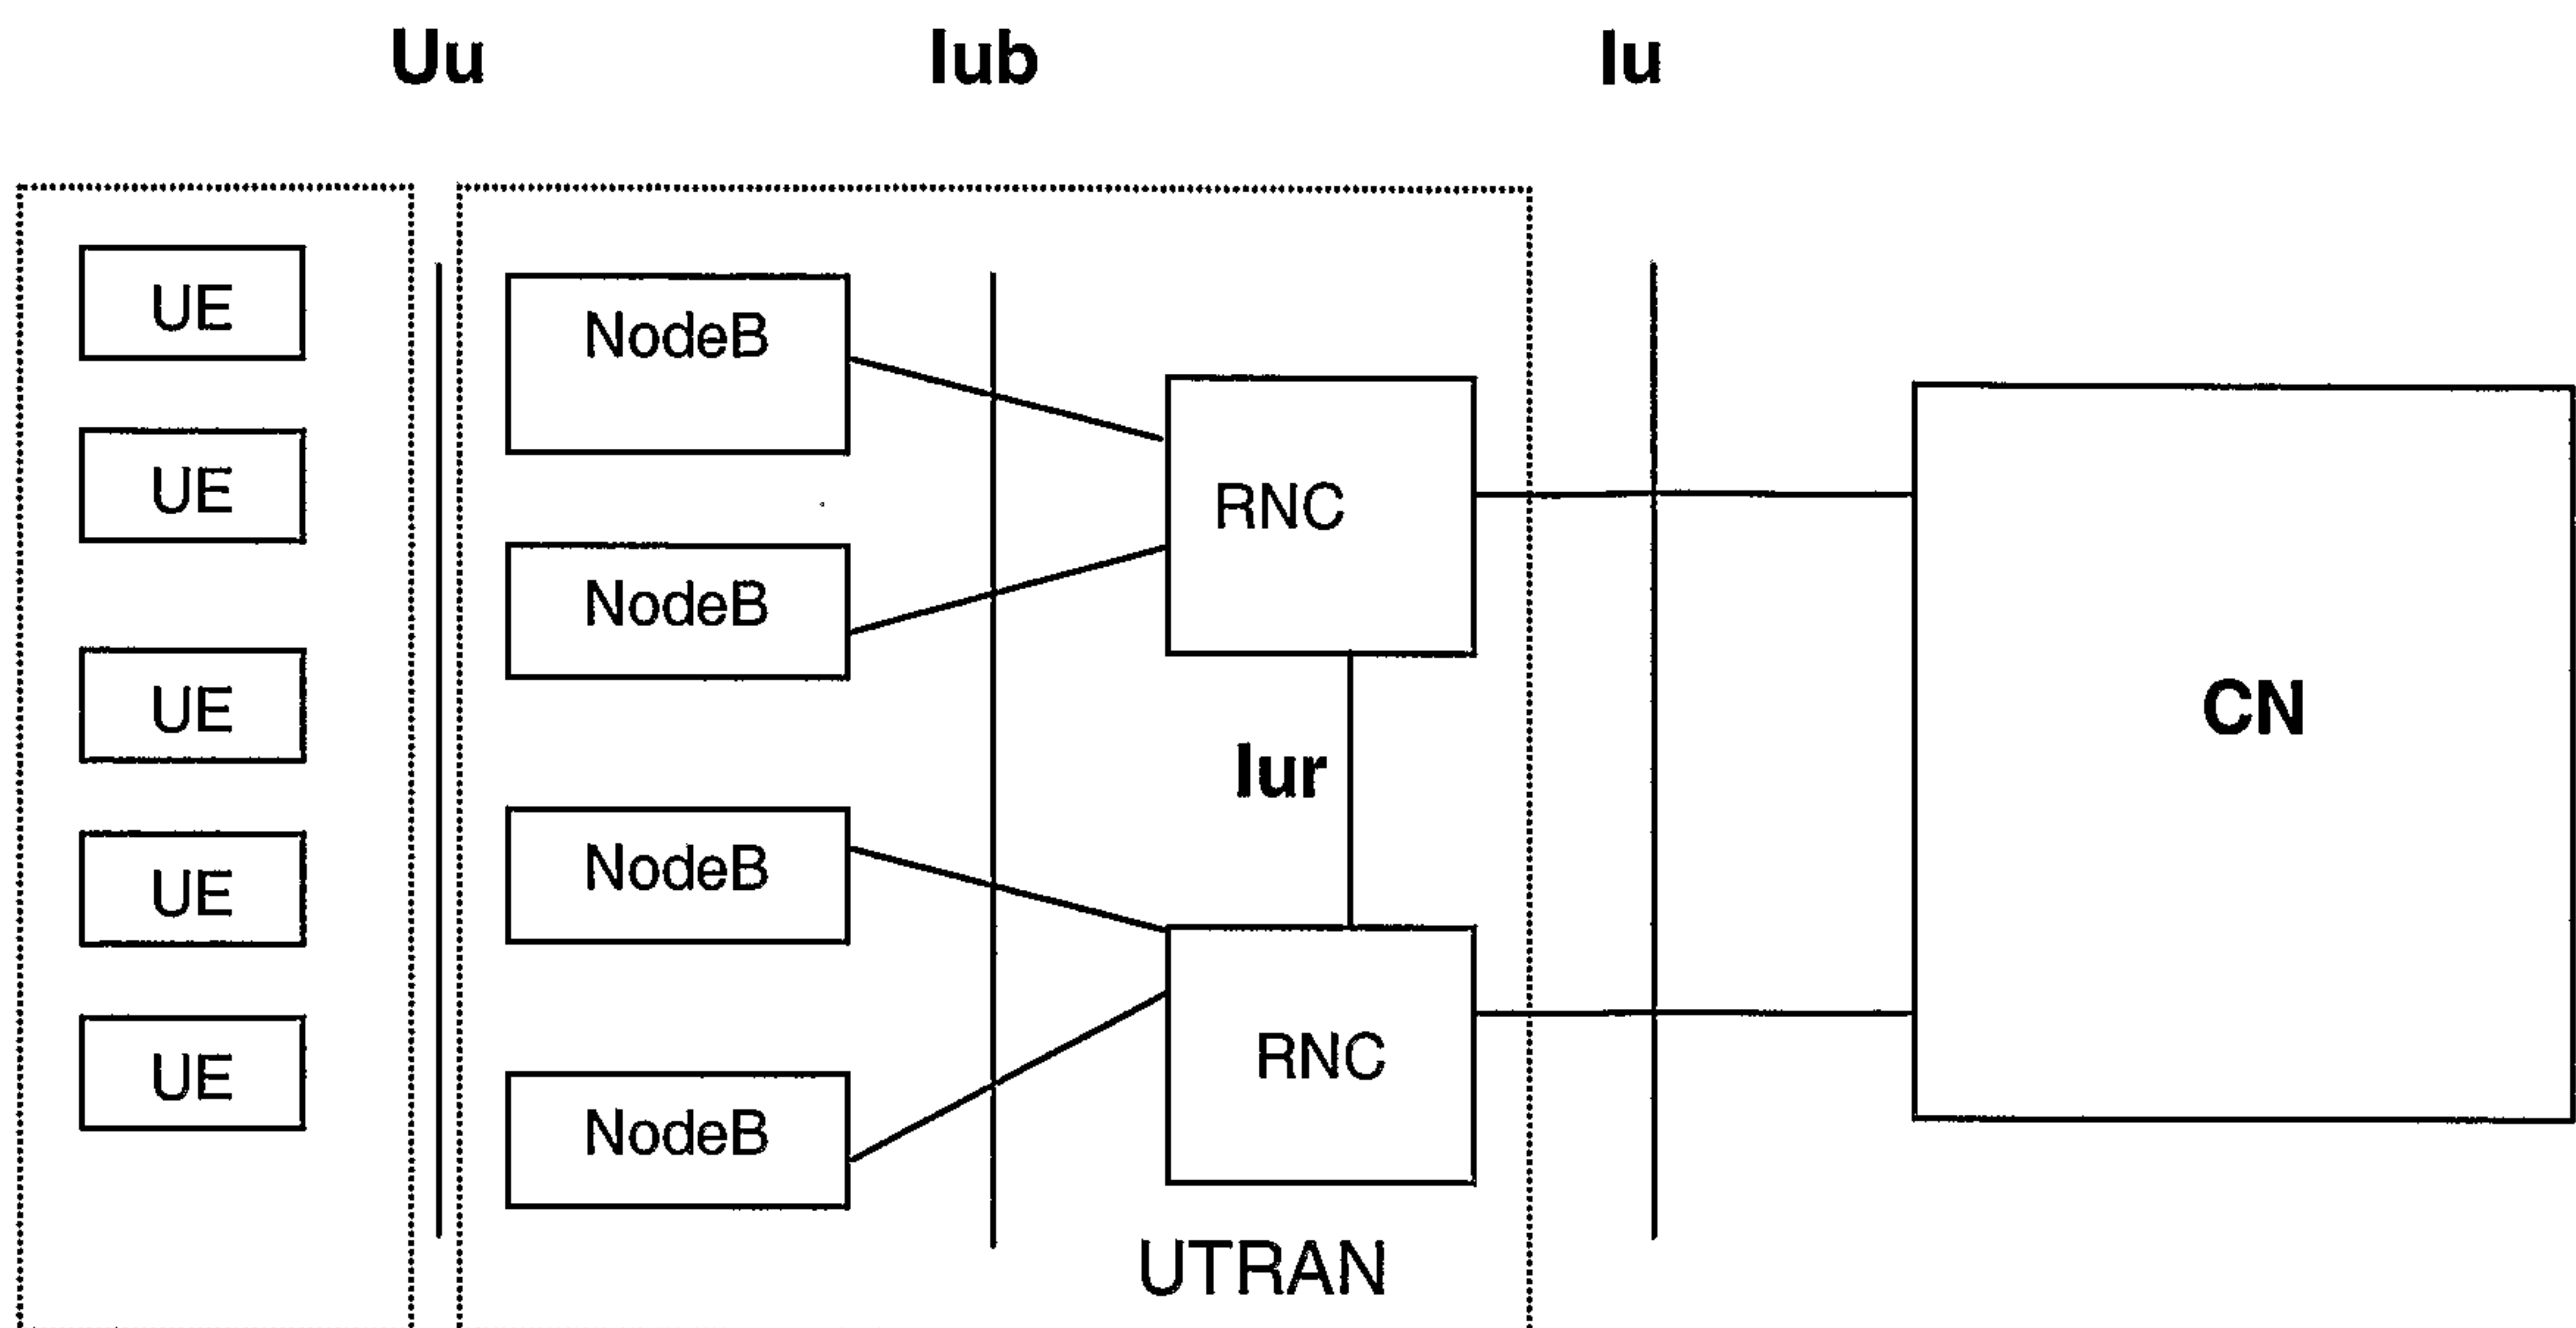 Uu Iub Iu
UE
UE
UE
UE
UE
NodeB
NodeB
NodeB
NodeB
RNC
Iur
RNC
UTRAN
CN